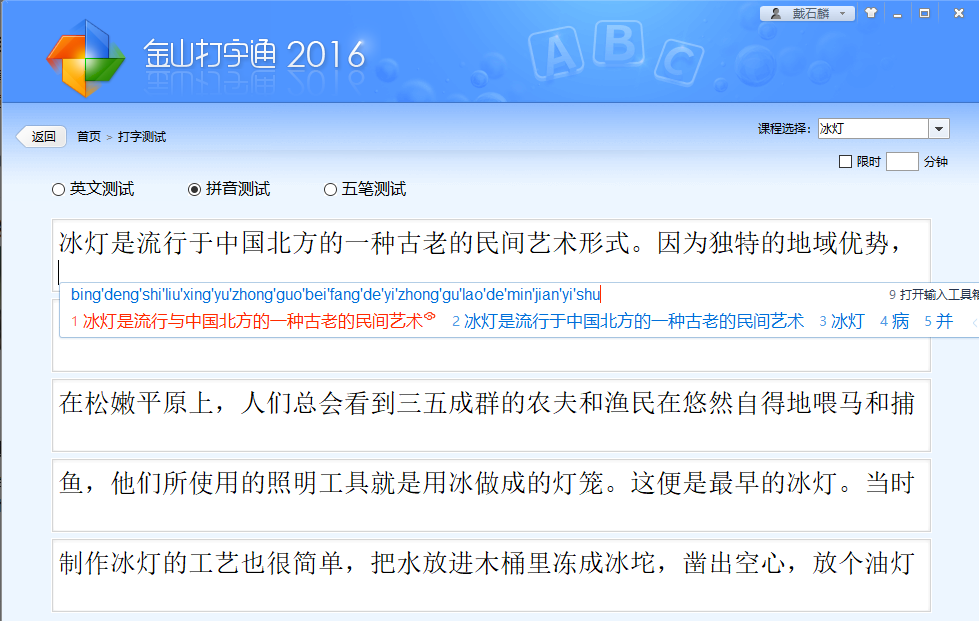 戴石麟
金山打字通 2016
A B C
返回 首页 > 打字测试
课程选择: 冰灯
限时 分钟
英文测试 拼音测试 五笔测试
冰灯是流行于中国北方的一种古老的民间艺术形式。因为独特的地域优势，
bing'deng'shi'liu'xing'yu'zhong'guo'bei'fang'de'yi'zhong'gu'lao'de'min'jian'yi'shu 9 打开输入工具箱
1 冰灯是流行与中国北方的一种古老的民间艺术 2 冰灯是流行于中国北方的一种古老的民间艺术 3 冰灯 4 病 5 并
在松嫩平原上，人们总会看到三五成群的农夫和渔民在悠然自得地喂马和捕
鱼，他们所使用的照明工具就是用冰做成的灯笼。这便是最早的冰灯。当时
制作冰灯的工艺也很简单，把水放进木桶里冻成冰坨，凿出空心，放个油灯